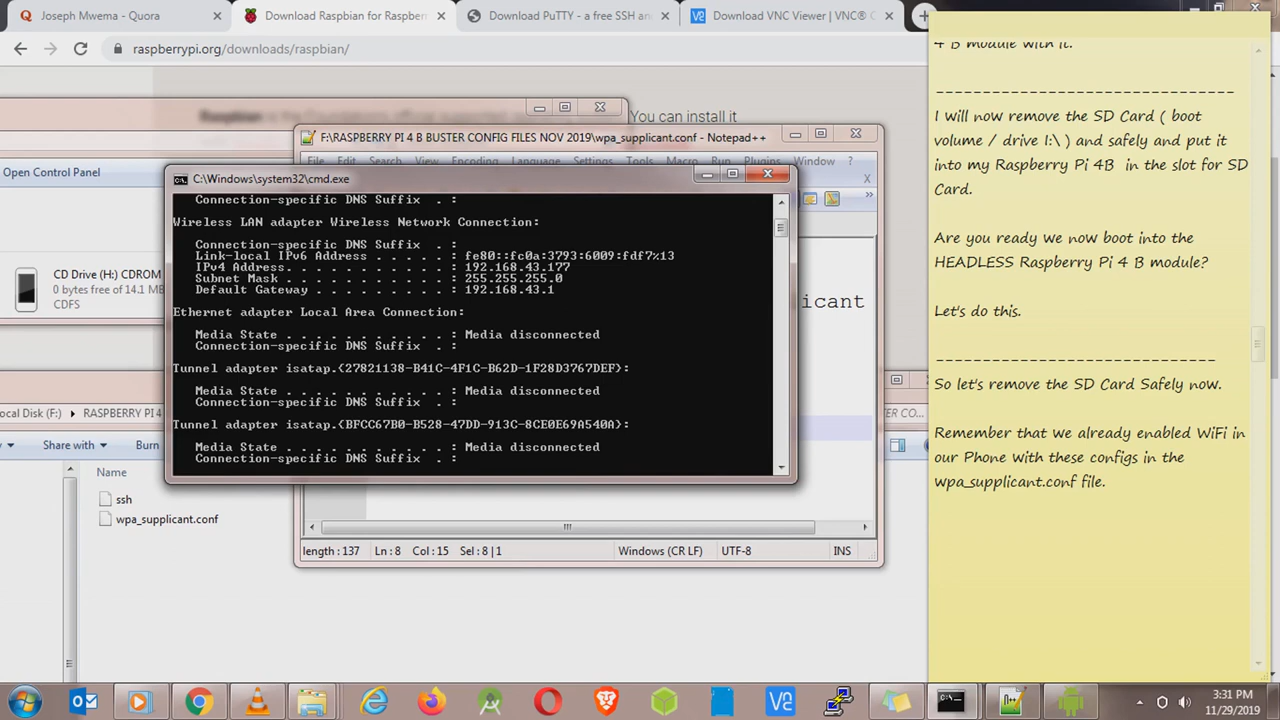 Joseph Mwema - Quora
Download Raspbian for Raspber
Download PuTTY - a free SSH an
Download VNC Viewer | VNC® C
raspberrypi.org/downloads/raspbian/
You can install it
F:\RASPBERRY PI 4 B BUSTER CONFIG FILES NOV 2019\wpa_supplicant.conf - Notepad++
File Edit Search View Encoding Language Settings Tools Macro Run Plugins Window ?
Open Control Panel
C:\Windows\system32\cmd.exe
Connection-specific DNS Suffix . :
Wireless LAN adapter Wireless Network Connection:
Connection-specific DNS Suffix . :
Link-local IPv6 Address . . . . . : fe80::fc0a:3793:6009:fdf7%13
IPv4 Address. . . . . . . . . . . : 192.168.43.177
Subnet Mask . . . . . . . . . . . : 255.255.255.0
Default Gateway . . . . . . . . . : 192.168.43.1
Ethernet adapter Local Area Connection:
Media State . . . . . . . . . . . : Media disconnected
Connection-specific DNS Suffix . :
Tunnel adapter isatap.{27821138-B41C-4F1C-B62D-1F28D3767DEF}:
Media State . . . . . . . . . . . : Media disconnected
Connection-specific DNS Suffix . :
Tunnel adapter isatap.{BFCC67B0-B528-47DD-913C-8CE0E69A540A}:
Media State . . . . . . . . . . . : Media disconnected
Connection-specific DNS Suffix . :
icant
CD Drive (H:) CDROM
0 bytes free of 14.1 MB
CDFS
ocal Disk (F:) RASPBERRY PI 4
TER CO...
Share with Burn
Name
ssh
wpa_supplicant.conf
length : 137 Ln : 8 Col : 15 Sel : 8 | 1 Windows (CR LF) UTF-8 INS
4 B module with it.
--------------------------------
I will now remove the SD Card ( boot
volume / drive I:\ ) and safely and put it
into my Raspberry Pi 4B in the slot for SD
Card.
Are you ready we now boot into the
HEADLESS Raspberry Pi 4 B module?
Let's do this.
------------------------------
So let's remove the SD Card Safely now.
Remember that we already enabled WiFi in
our Phone with these configs in the
wpa_supplicant.conf file.
3:31 PM
11/29/2019